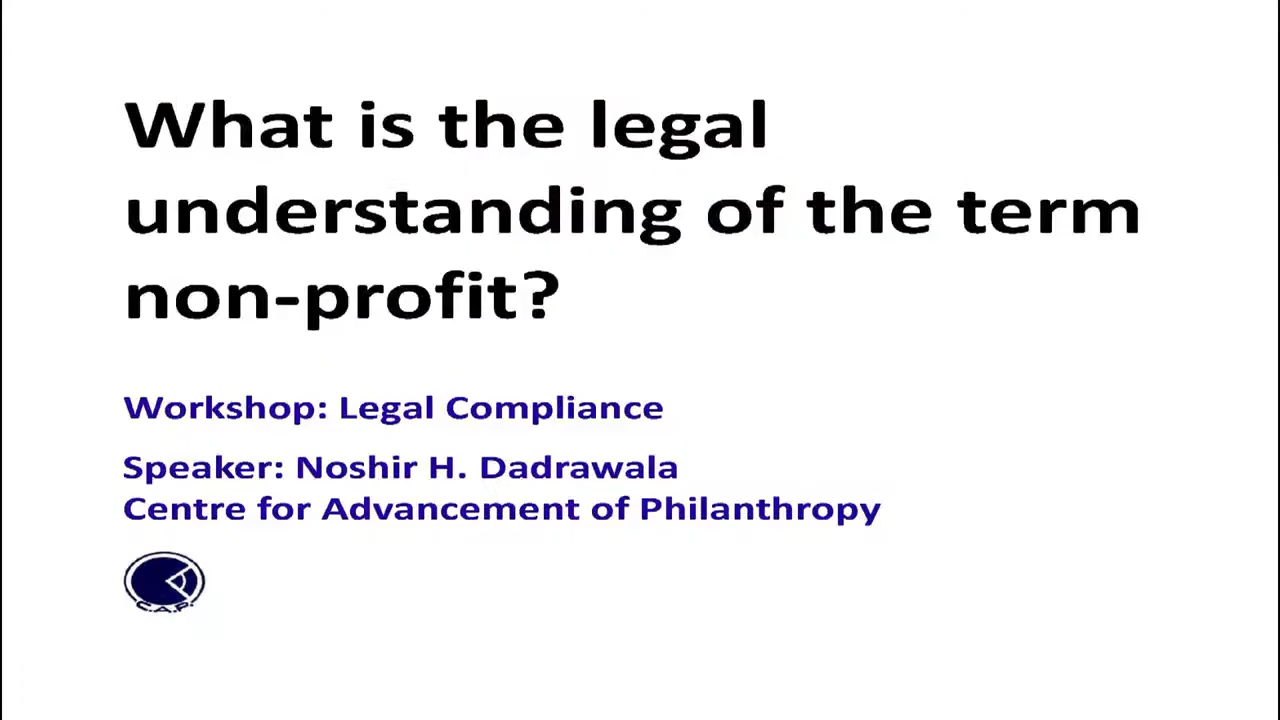 What is the legal
understanding of the term
non-profit?
Workshop: Legal Compliance
Speaker: Noshir H. Dadrawala
Centre for Advancement of Philanthropy
C.A.P.